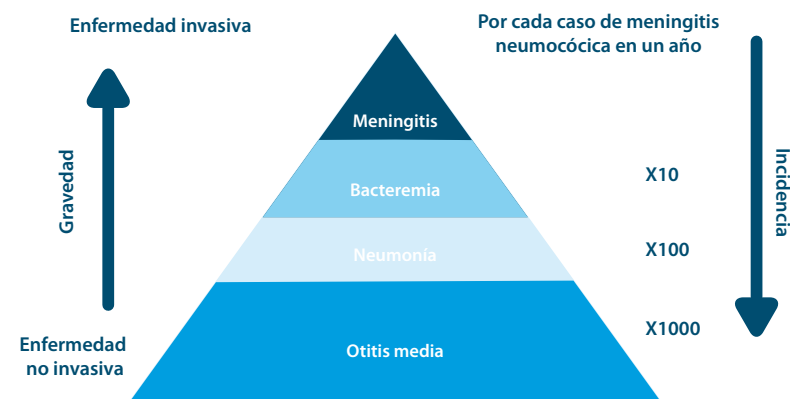 Enfermedad invasiva
Por cada caso de meningitis
neumocócica en un año
Gravedad
Meningitis
Bacteremia
X10
Neumonía
X100
Incidencia
Otitis media
X1000
Enfermedad
no invasiva